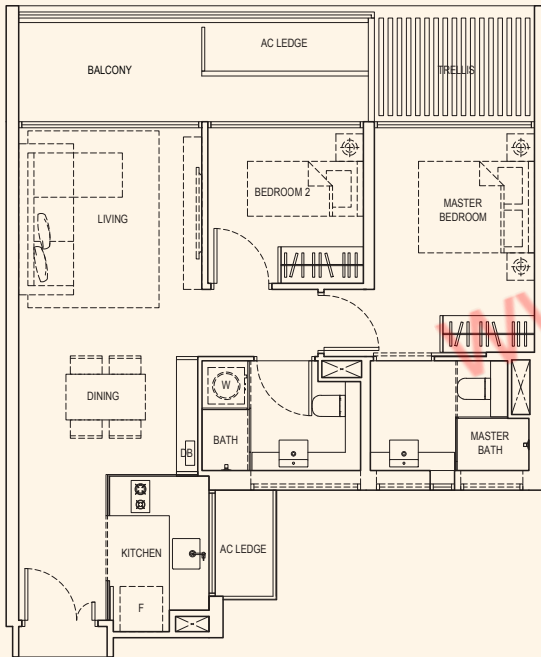 BALCONY
AC LEDGE
TRELLIS
LIVING
BEDROOM 2
MASTER
BEDROOM
DINING
W
BATH
DB
MASTER
BATH
KITCHEN
AC LEDGE
F